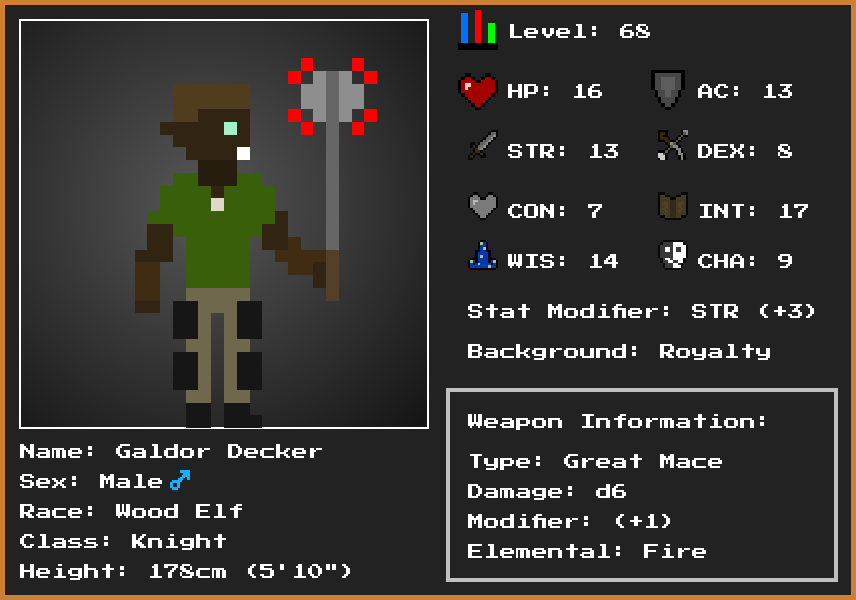 Level: 68
HP: 16
AC: 13
STR: 13
DEX: 8
CON: 7
INT: 17
WIS: 14
CHA: 9
Stat Modifier: STR (+3)
Background: Royalty
Weapon Information:
Type: Great Mace
Damage: d6
Modifier: (+1)
Elemental: Fire
Name: Galdor Decker
Sex: Male ♂
Race: Wood Elf
Class: Knight
Height: 178cm (5'10")